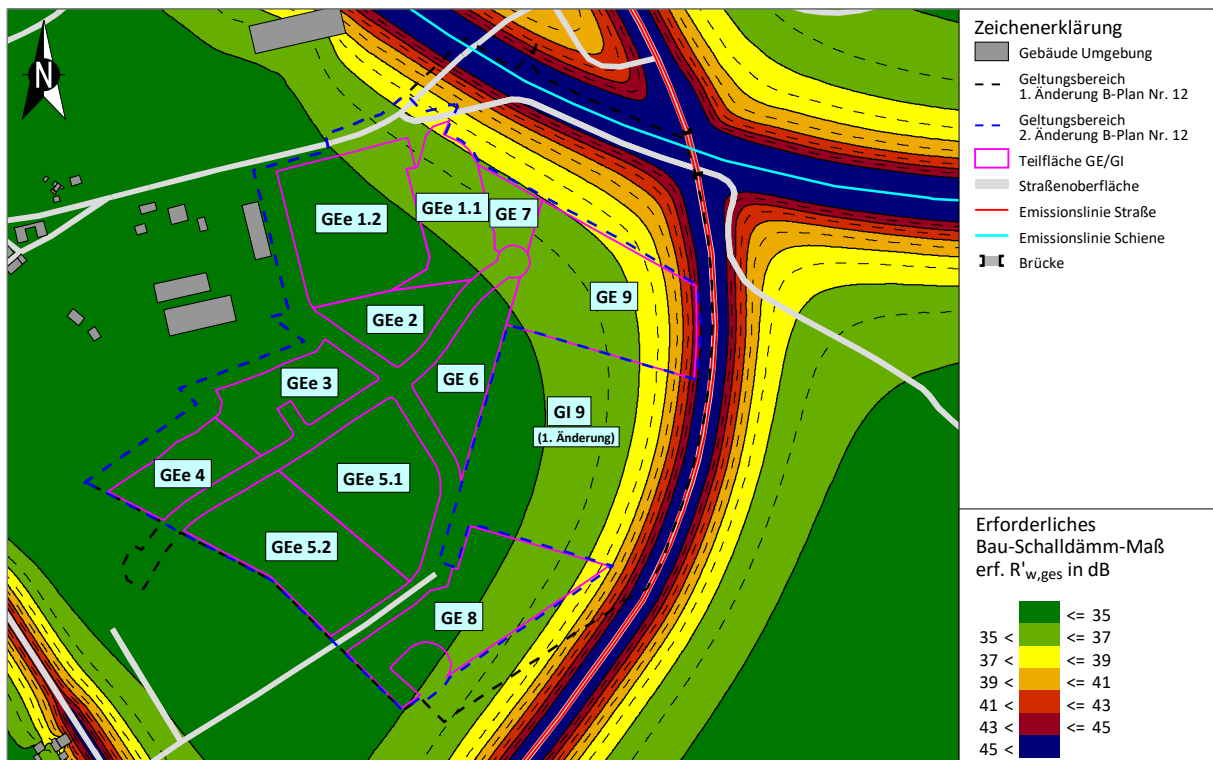 N
GEe 1.2
GEe 1.1
GE 7
GEe 2
GE 9
GEe 3
GE 6
GI 9
(1. Änderung)
GEe 4
GEe 5.1
GEe 5.2
GE 8
Zeichenerklärung
Gebäude Umgebung
Geltungsbereich
1. Änderung B-Plan Nr. 12
Geltungsbereich
2. Änderung B-Plan Nr. 12
Teilfläche GE/GI
Straßenoberfläche
Emissionslinie Straße
Emissionslinie Schiene
Brücke
Erforderliches
Bau-Schalldämm-Maß
erf. R'w,ges in dB
<= 35
35 < <= 37
37 < <= 39
39 < <= 41
41 < <= 43
43 < <= 45
45 <